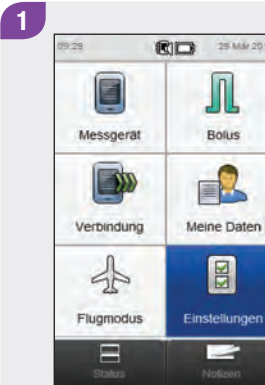 1
09:29
29 Mär 20
Messgerät
Bolus
Verbindung
Meine Daten
Flugmodus
Einstellungen
Status
Notizen